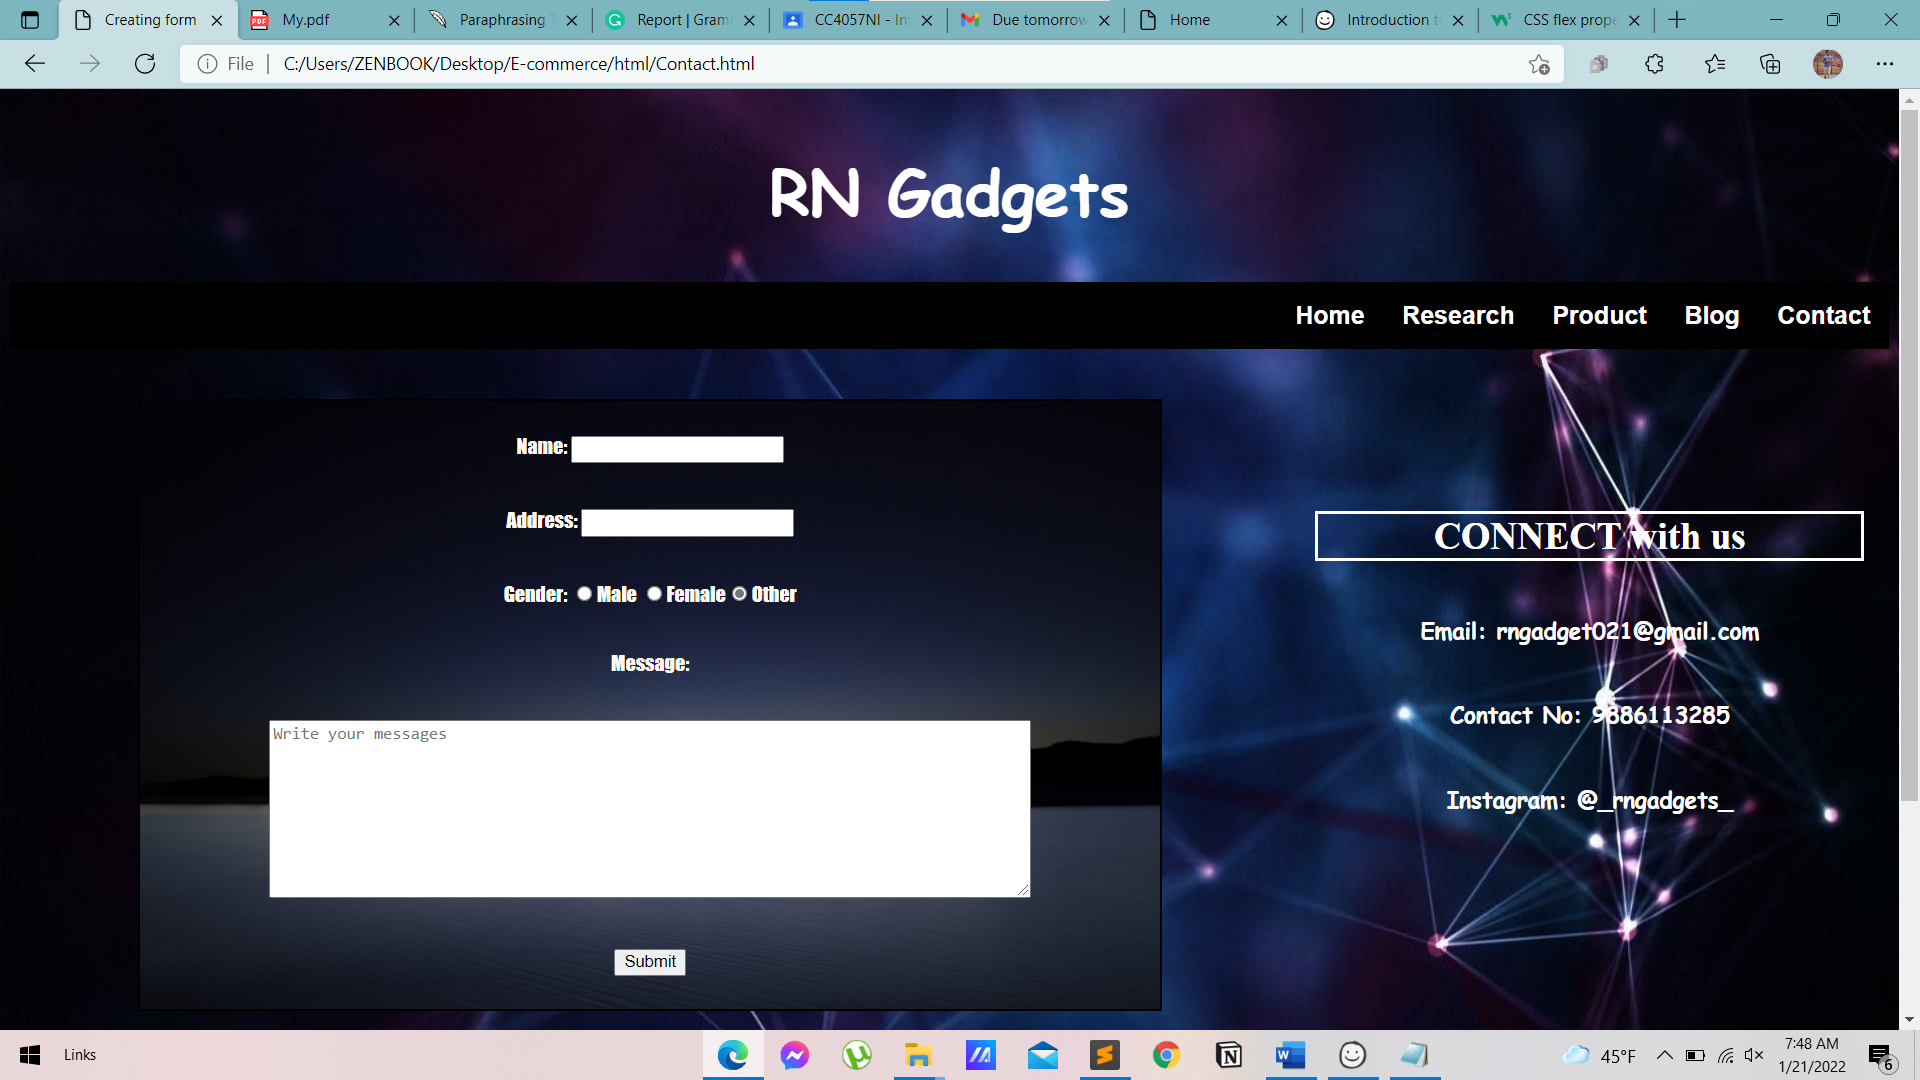 Creating form
My.pdf
Paraphrasing
Report | Gram
CC4057NI - In
Due tomorrow
Home
Introduction t
CSS flex prope
File | C:/Users/ZENBOOK/Desktop/E-commerce/html/Contact.html
RN Gadgets
Home Research Product Blog Contact
Name:
Address:
Gender: Male Female Other
Message:
Write your messages
Submit
CONNECT with us
Email: rngadget021@gmail.com
Contact No: 9886113285
Instagram: @_rngadgets_
Links
45°F
7:48 AM
1/21/2022
6